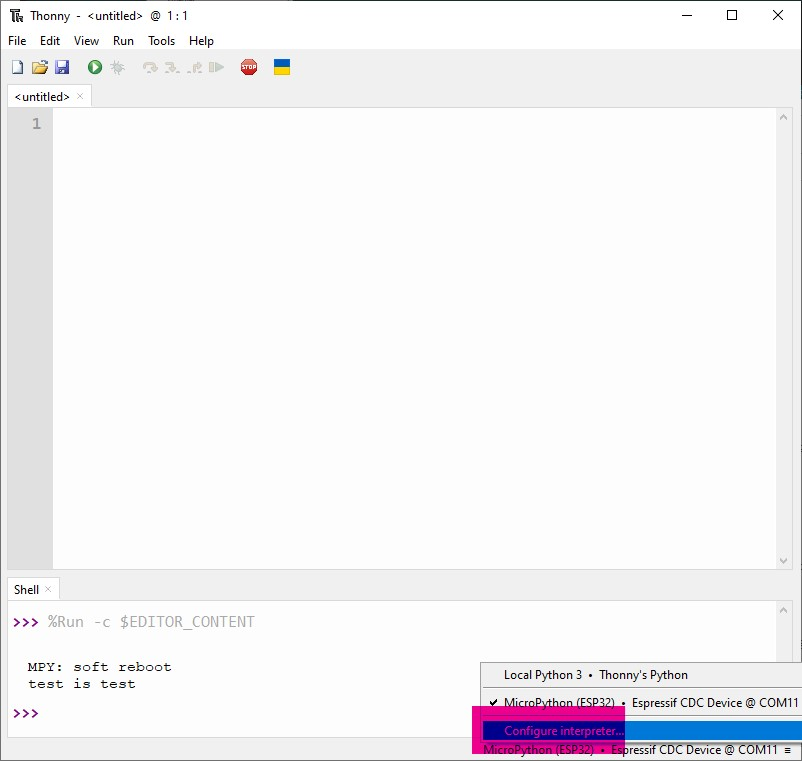 Thonny - <untitled> @ 1 : 1
File Edit View Run Tools Help
STOP
<untitled> ×
1
Shell ×
>>> %Run -c $EDITOR_CONTENT
MPY: soft reboot
test is test
>>>
Local Python 3 • Thonny's Python
✔ MicroPython (ESP32) • Espressif CDC Device @ COM11
Configure interpreter...
MicroPython (ESP32) • Espressif CDC Device @ COM11 ≡